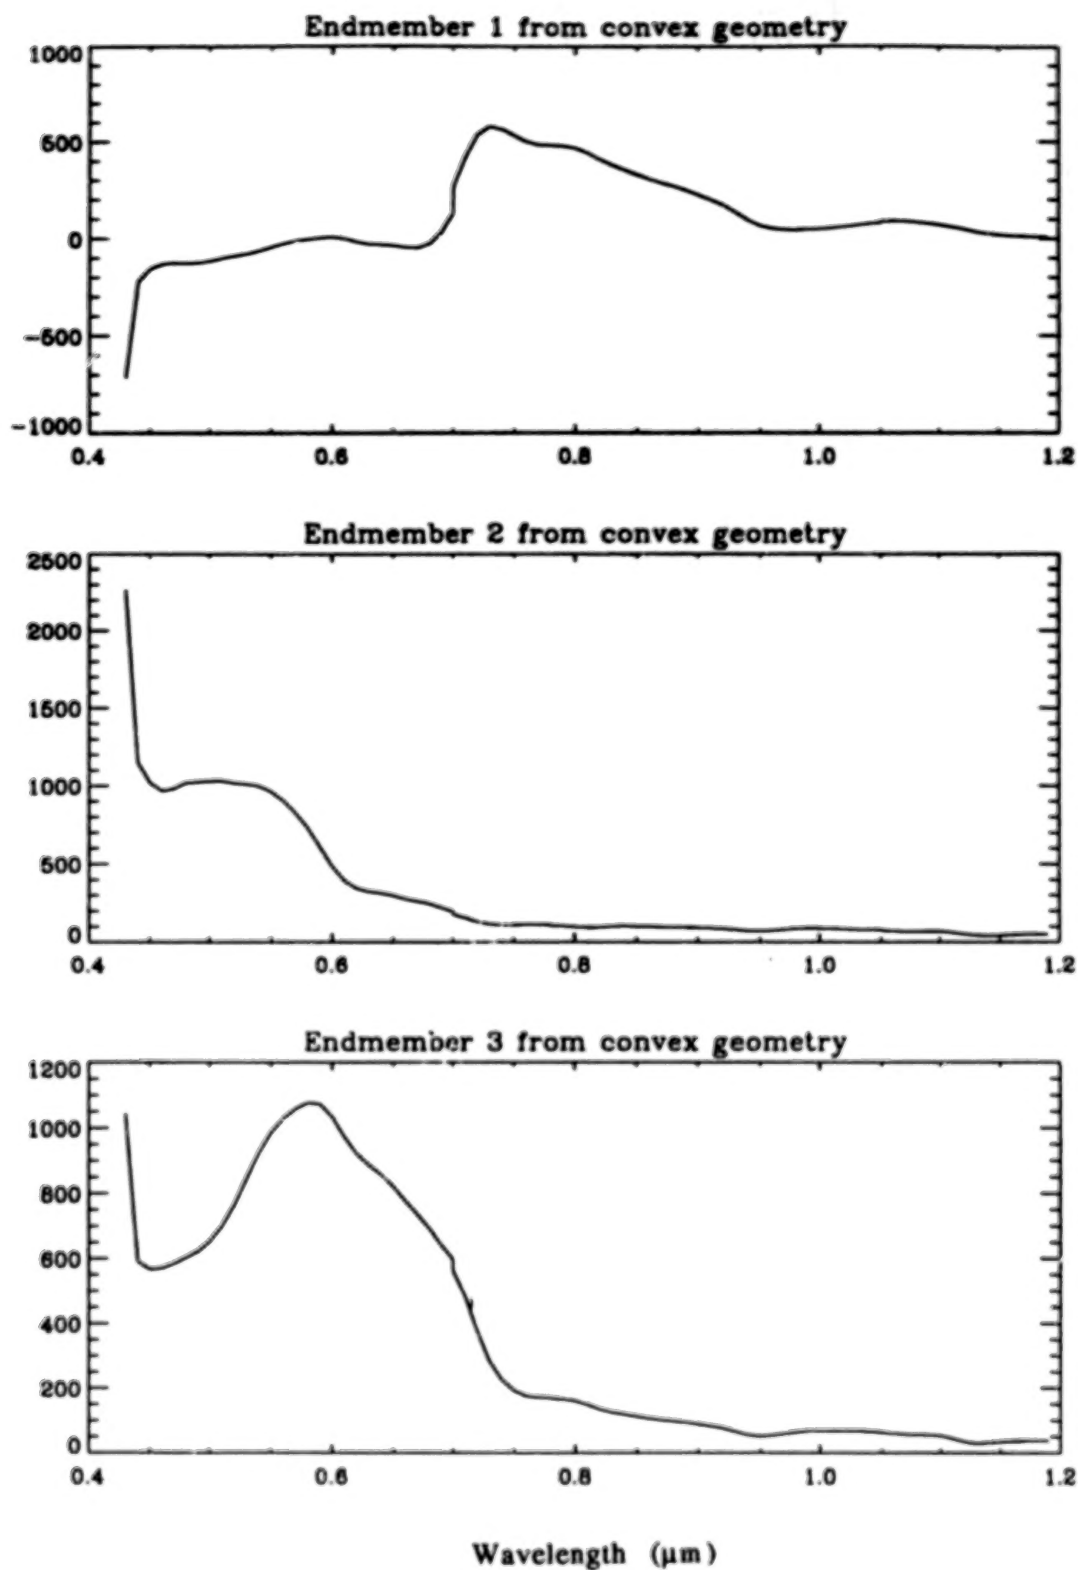 Endmember 1 from convex geometry
1000
500
0
-500
-1000
0.4 0.6 0.8 1.0 1.2
Endmember 2 from convex geometry
2500
2000
1500
1000
500
0
0.4 0.6 0.8 1.0 1.2
Endmember 3 from convex geometry
1200
1000
800
600
400
200
0
0.4 0.6 0.8 1.0 1.2
Wavelength (μm)